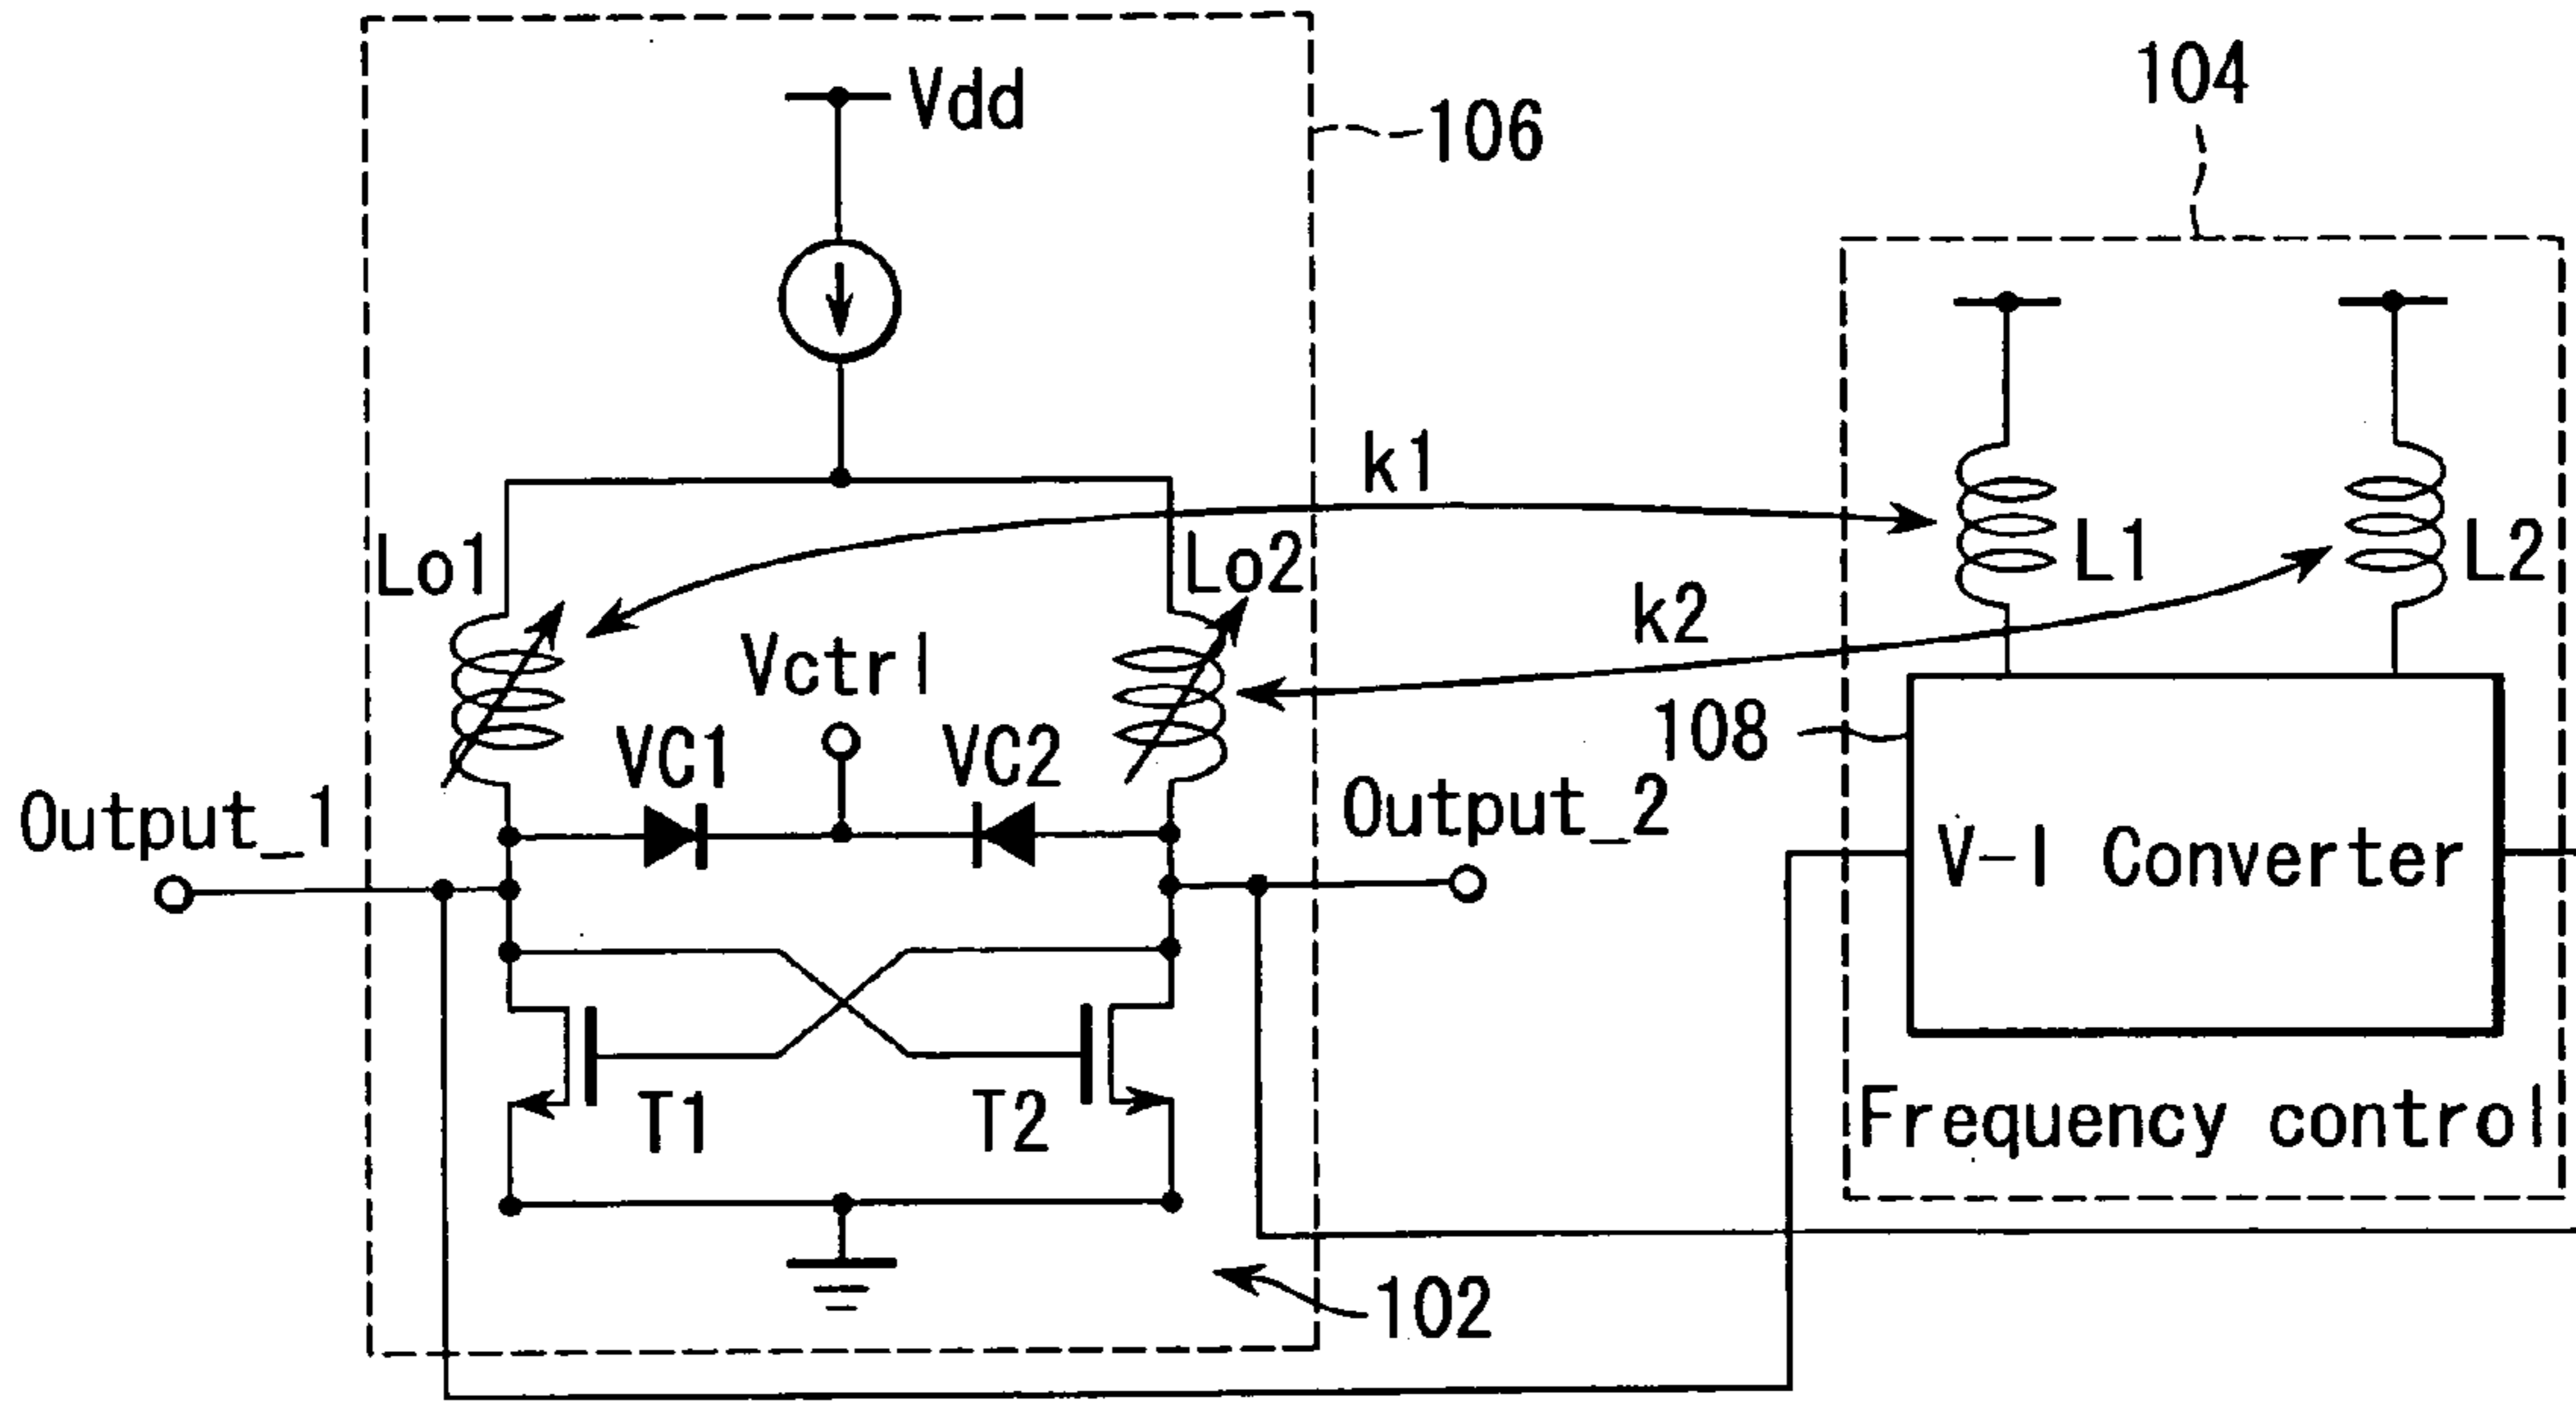 Vdd
106
104
k1
Lo1
Lo2
L1
L2
k2
Vctrl
VC1
VC2
108
Output_1
Output_2
V-I Converter
T1
T2
Frequency control
102